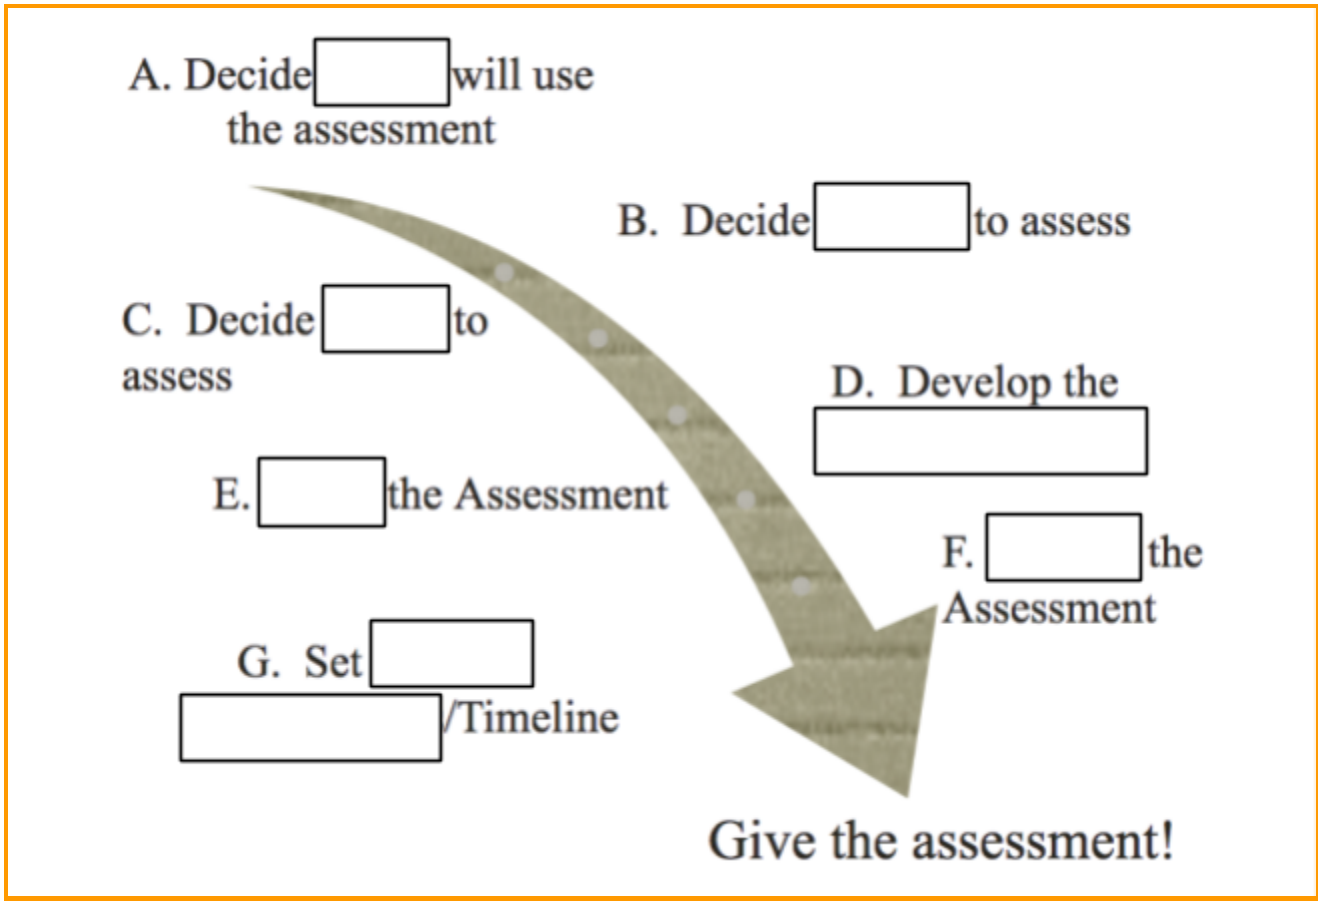 A. Decide will use
the assessment
B. Decide to assess
C. Decide to
assess
D. Develop the
E. the Assessment
F. the
Assessment
G. Set
/Timeline
Give the assessment!